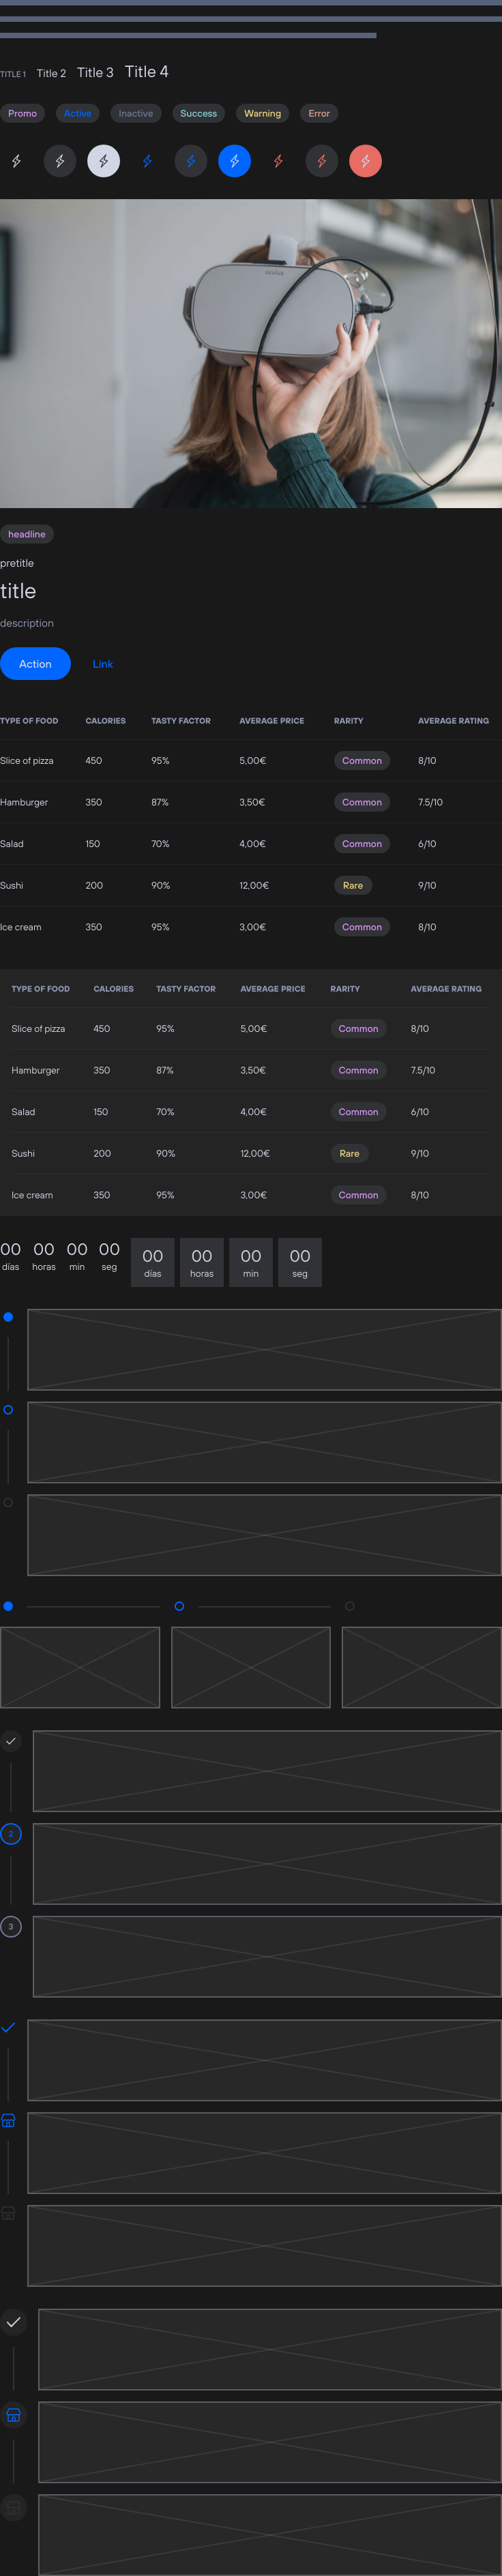 TITLE 1 Title 2 Title 3 Title 4
Promo Active Inactive Success Warning Error
oculus
headline
pretitle
title
description
Action Link
TYPE OF FOOD CALORIES TASTY FACTOR AVERAGE PRICE RARITY AVERAGE RATING
Slice of pizza 450 95% 5,00€ Common 8/10
Hamburger 350 87% 3,50€ Common 7.5/10
Salad 150 70% 4,00€ Common 6/10
Sushi 200 90% 12,00€ Rare 9/10
Ice cream 350 95% 3,00€ Common 8/10
TYPE OF FOOD CALORIES TASTY FACTOR AVERAGE PRICE RARITY AVERAGE RATING
Slice of pizza 450 95% 5,00€ Common 8/10
Hamburger 350 87% 3,50€ Common 7.5/10
Salad 150 70% 4,00€ Common 6/10
Sushi 200 90% 12,00€ Rare 9/10
Ice cream 350 95% 3,00€ Common 8/10
00 00 00 00 00 00 00 00
días horas min seg días horas min seg
2
3